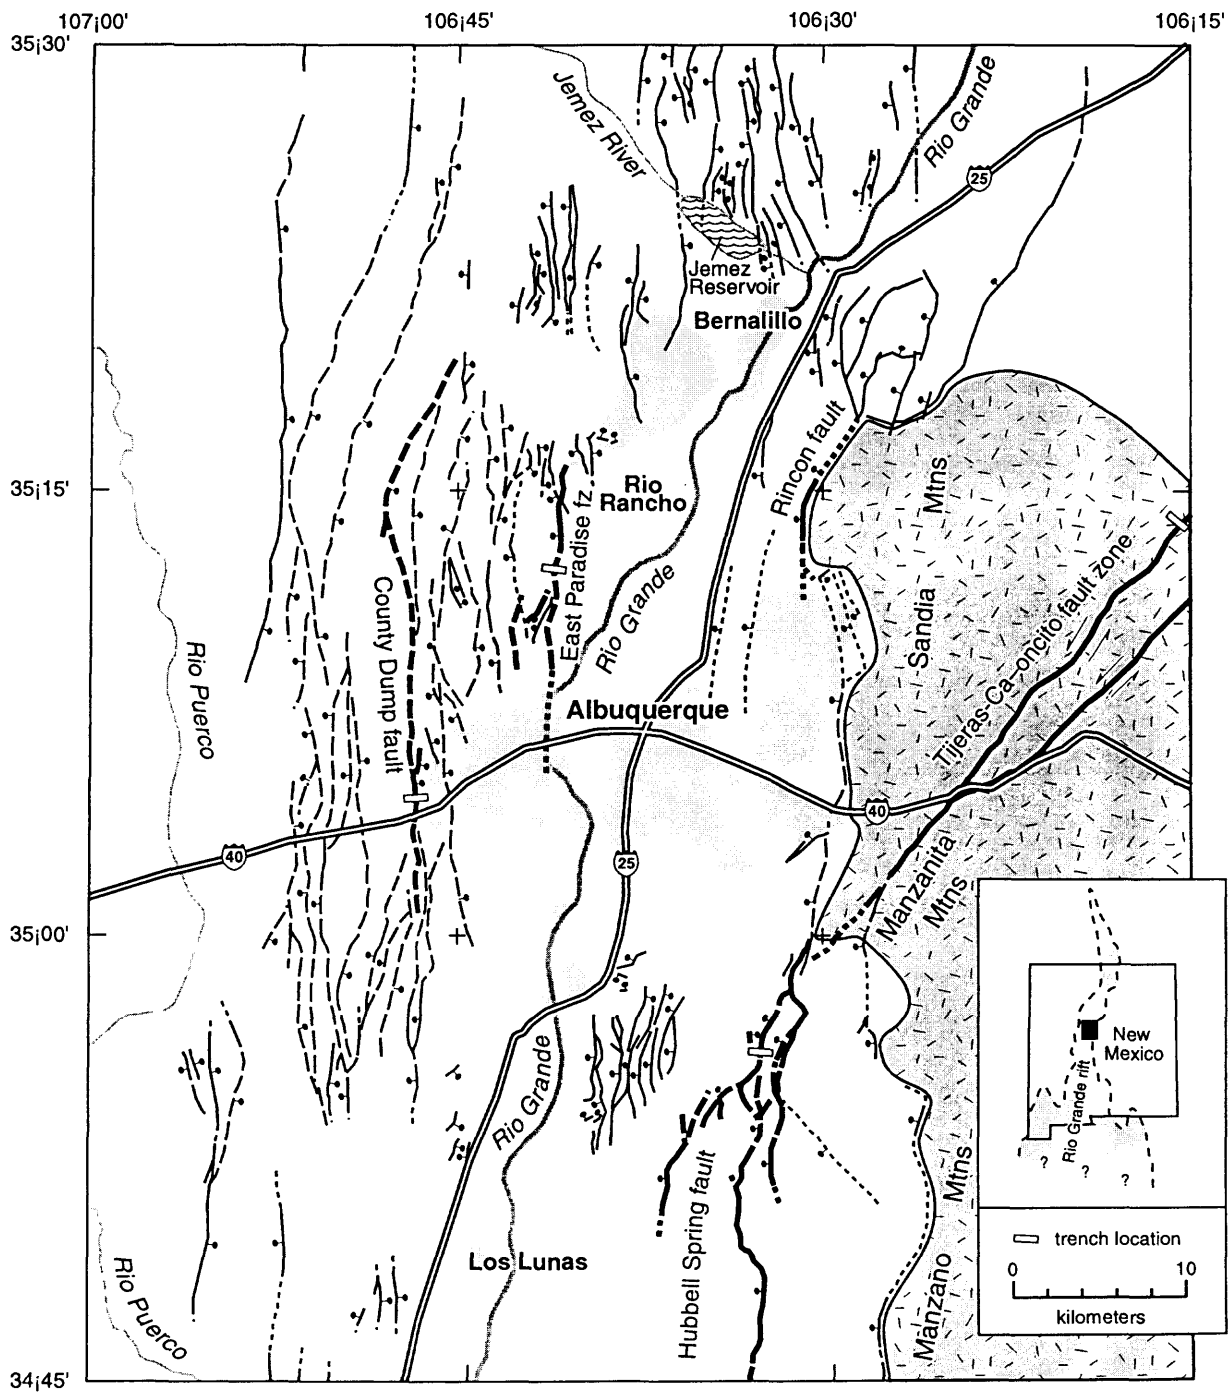 107¡00'
106¡45'
106¡30'
106¡15'
35¡30'
Jemez River
Rio Grande
25
Jemez
Reservoir
Bernalillo
Rincon fault
Mtns
35¡15'
Rio
Rancho
East Paradise fz
County Dump fault
Rio Grande
Sandia
Tijeras-Ca oncito fault zone
Rio Puerco
Albuquerque
40
40
25
Manzanita
Mtns
35¡00'
New
Mexico
Rio Grande rift
?
?
?
Rio Grande
Hubbell Spring fault
Mtns
trench location
0
10
kilometers
Los Lunas
Rio Puerco
Manzano
34¡45'